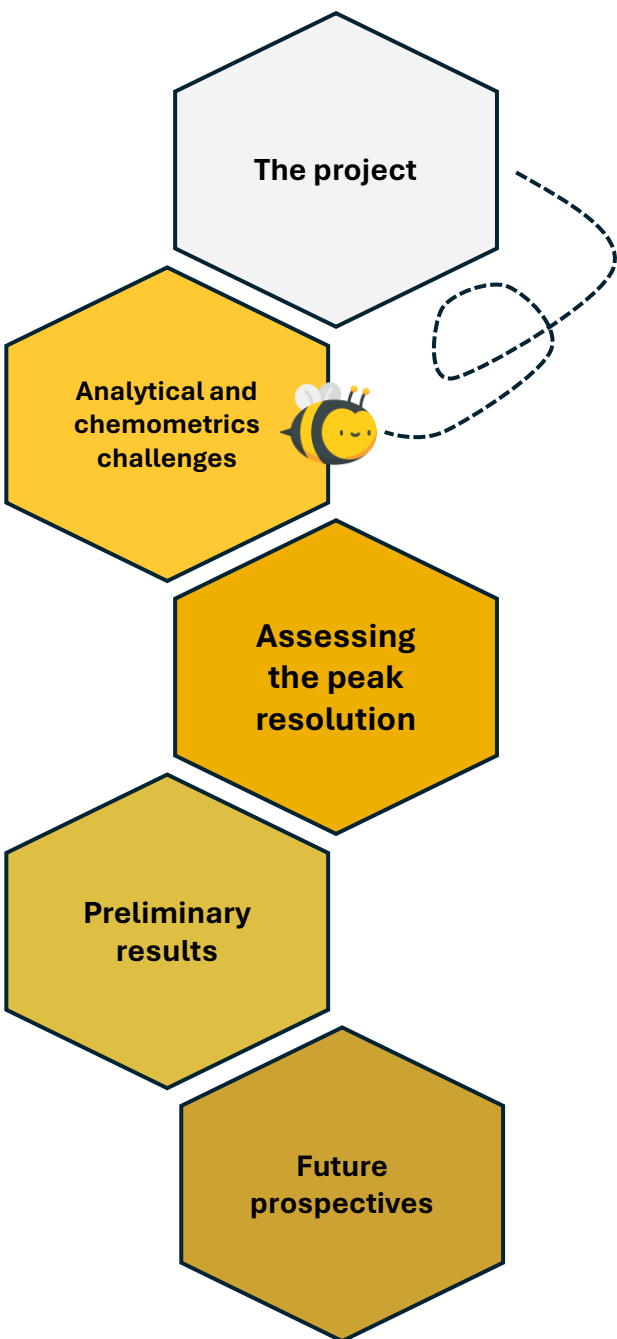 The project
Analytical and
chemometrics
challenges
Assessing
the peak
resolution
Preliminary
results
Future
prospectives